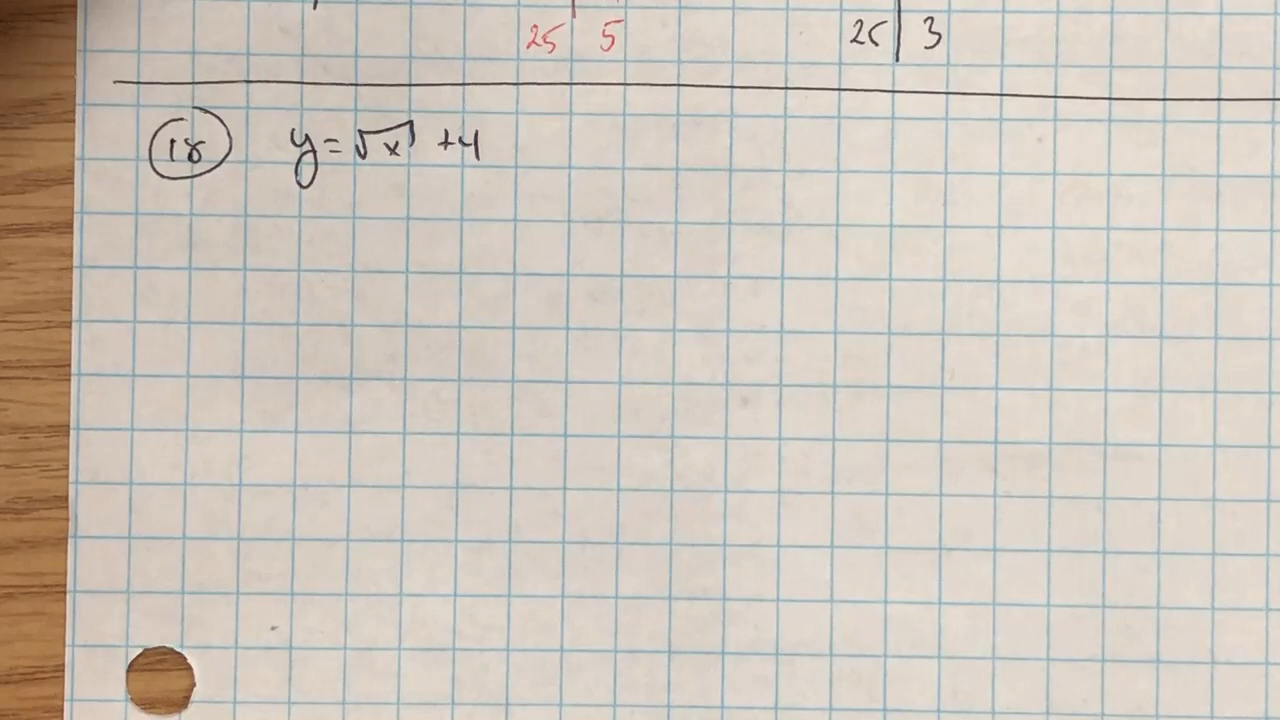 25 | 5 25 | 3
18 y = √x + 4